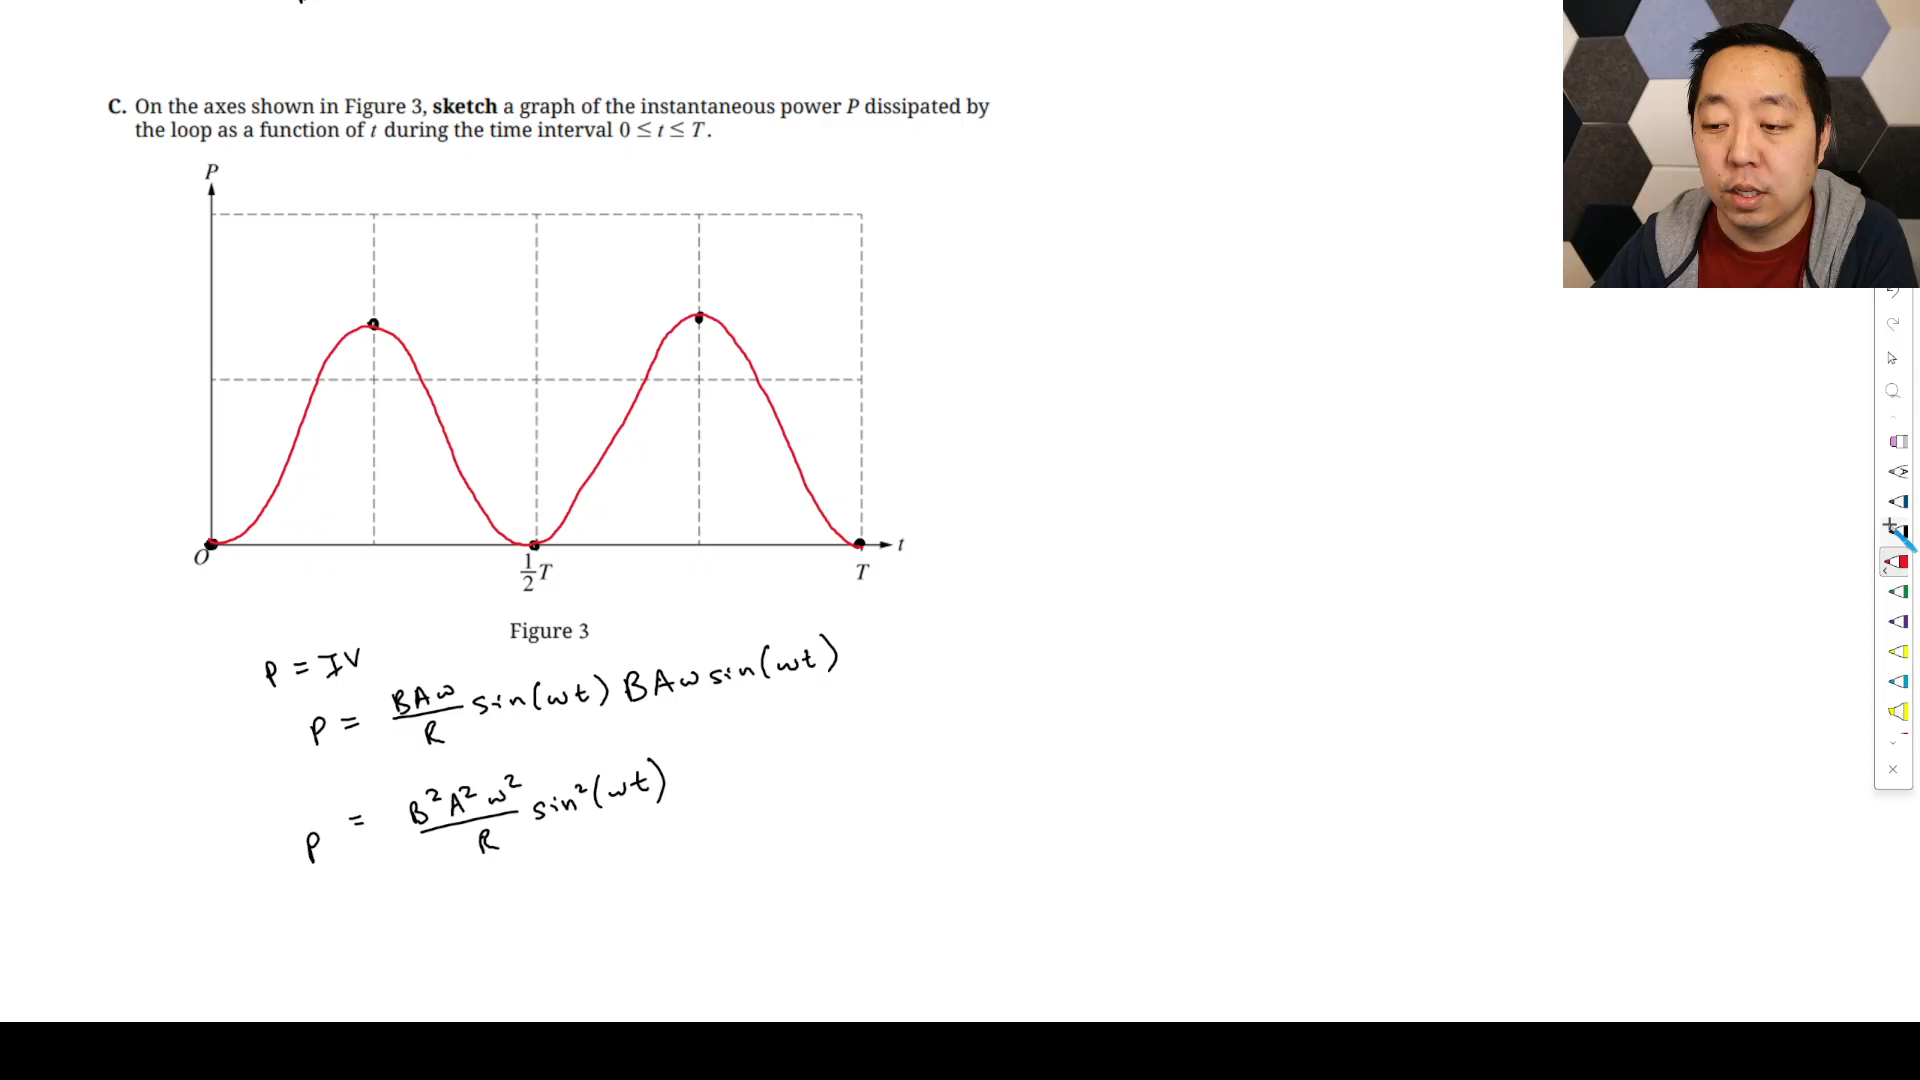 C. On the axes shown in Figure 3, sketch a graph of the instantaneous power P dissipated by
the loop as a function of t during the time interval 0 ≤ t ≤ T.
P
O
1/2 T
T
t
Figure 3
P = IV
P = BAω/R sin(ωt) BAω sin(ωt)
P = B²A²ω²/R sin²(ωt)